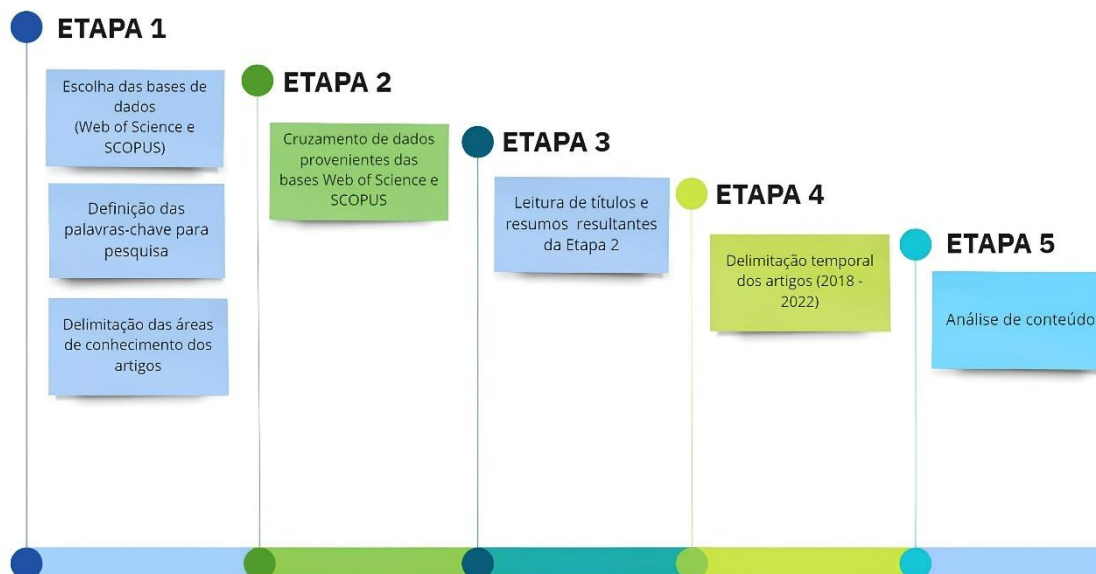 ETAPA 1
Escolha das bases de
dados
(Web of Science e
SCOPUS)
Definição das
palavras-chave para
pesquisa
Delimitação das áreas
de conhecimento dos
artigos
ETAPA 2
Cruzamento de dados
provenientes das
bases Web of Science e
SCOPUS
ETAPA 3
Leitura de títulos e
resumos resultantes
da Etapa 2
ETAPA 4
Delimitação temporal
dos artigos (2018 -
2022)
ETAPA 5
Análise de conteúdo